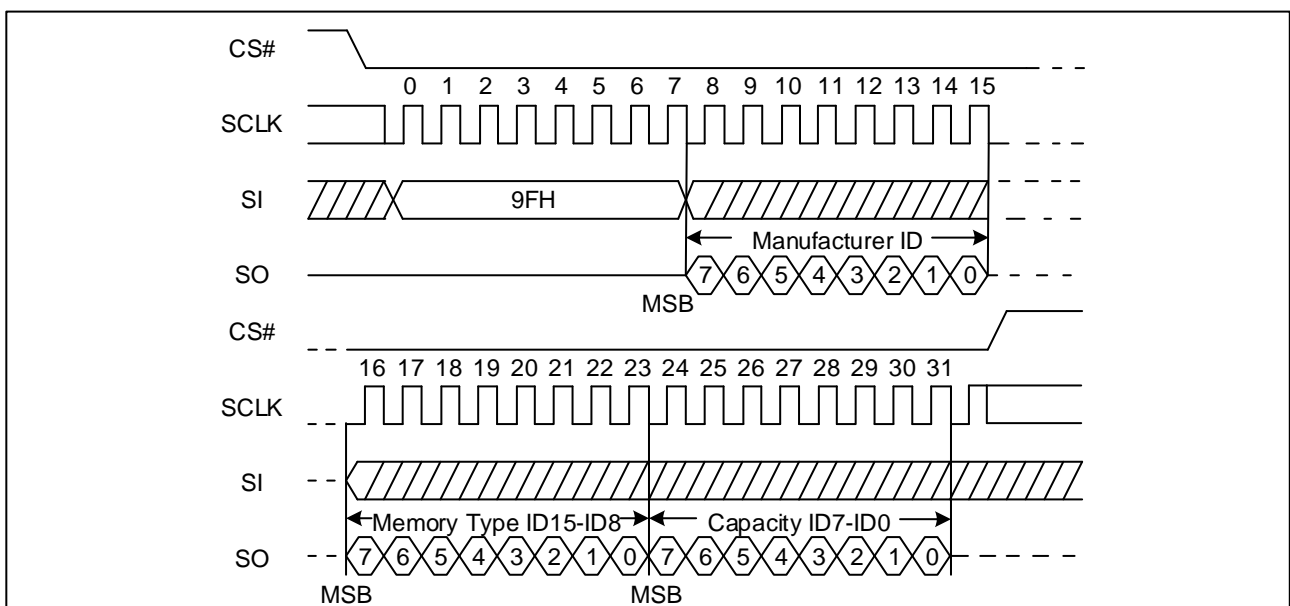 CS#
0 1 2 3 4 5 6 7 8 9 10 11 12 13 14 15
SCLK
SI 9FH
Manufacturer ID
SO 7 6 5 4 3 2 1 0
MSB
CS#
16 17 18 19 20 21 22 23 24 25 26 27 28 29 30 31
SCLK
SI
Memory Type ID15-ID8 Capacity ID7-ID0
SO 7 6 5 4 3 2 1 0 7 6 5 4 3 2 1 0
MSB MSB